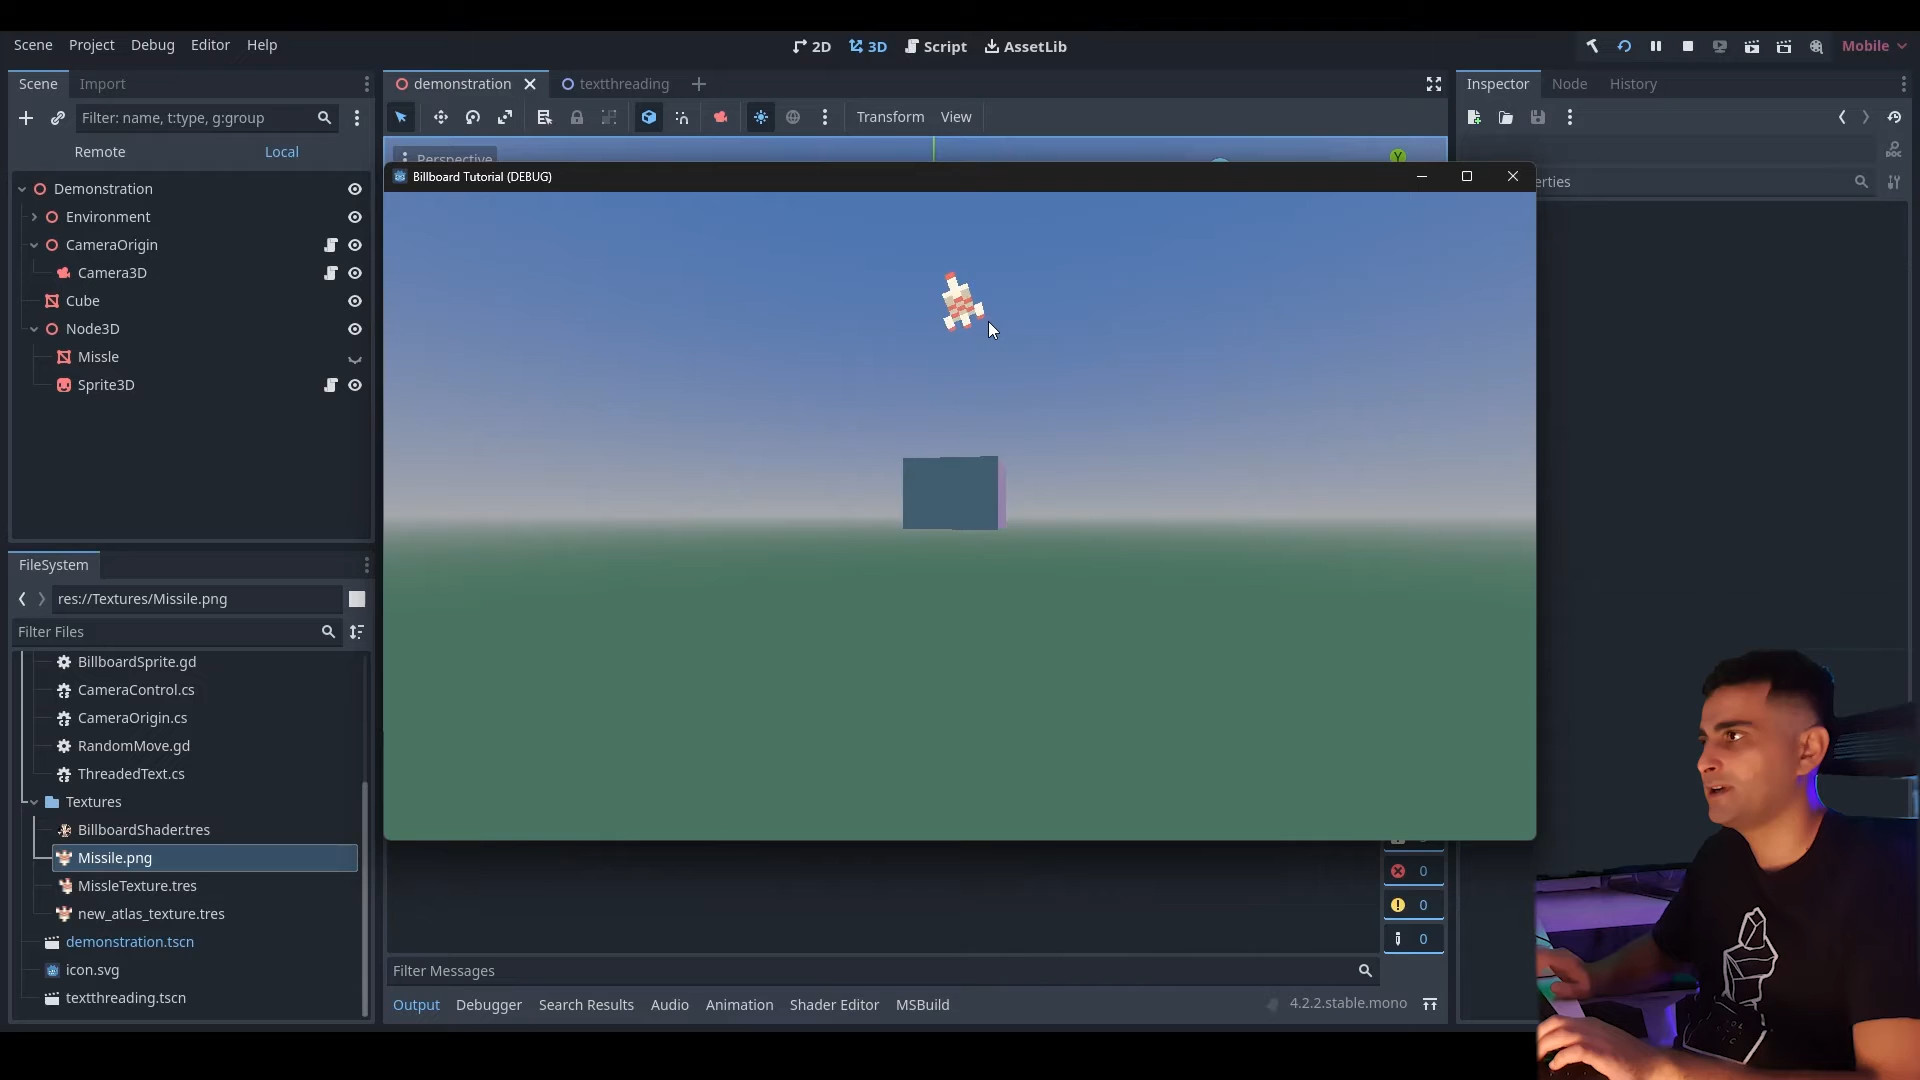 Scene Project Debug Editor Help
2D 3D Script AssetLib
Mobile
Scene Import
demonstration textthreading
Inspector Node History
Filter: name, t:type, g:group
Transform View
Remote Local
Perspective
Y
Billboard Tutorial (DEBUG)
erties
Demonstration
Environment
CameraOrigin
Camera3D
Cube
Node3D
Missle
Sprite3D
FileSystem
res://Textures/Missile.png
Filter Files
BillboardSprite.gd
CameraControl.cs
CameraOrigin.cs
RandomMove.gd
ThreadedText.cs
Textures
BillboardShader.tres
Missile.png
MissleTexture.tres
new_atlas_texture.tres
demonstration.tscn
icon.svg
textthreading.tscn
0
0
0
Filter Messages
Output Debugger Search Results Audio Animation Shader Editor MSBuild
4.2.2.stable.mono